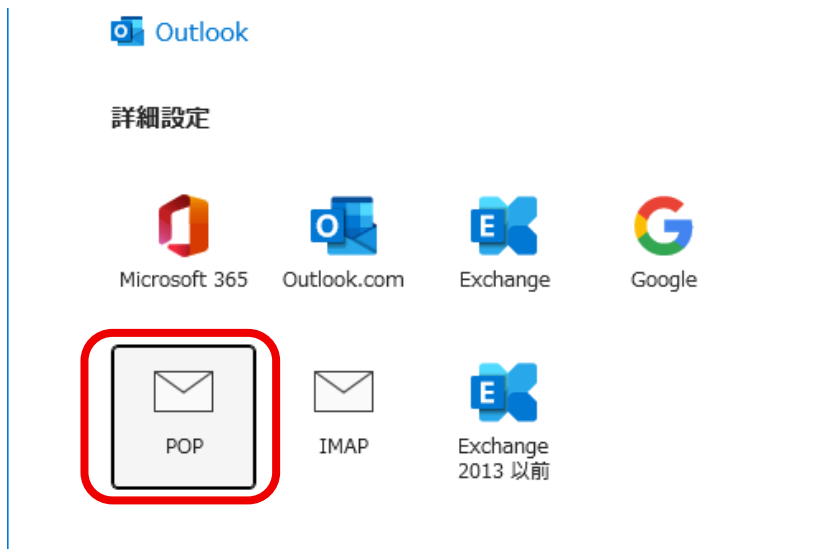 Outlook
詳細設定
Microsoft 365
Outlook.com
Exchange
Google
POP
IMAP
Exchange
2013 以前